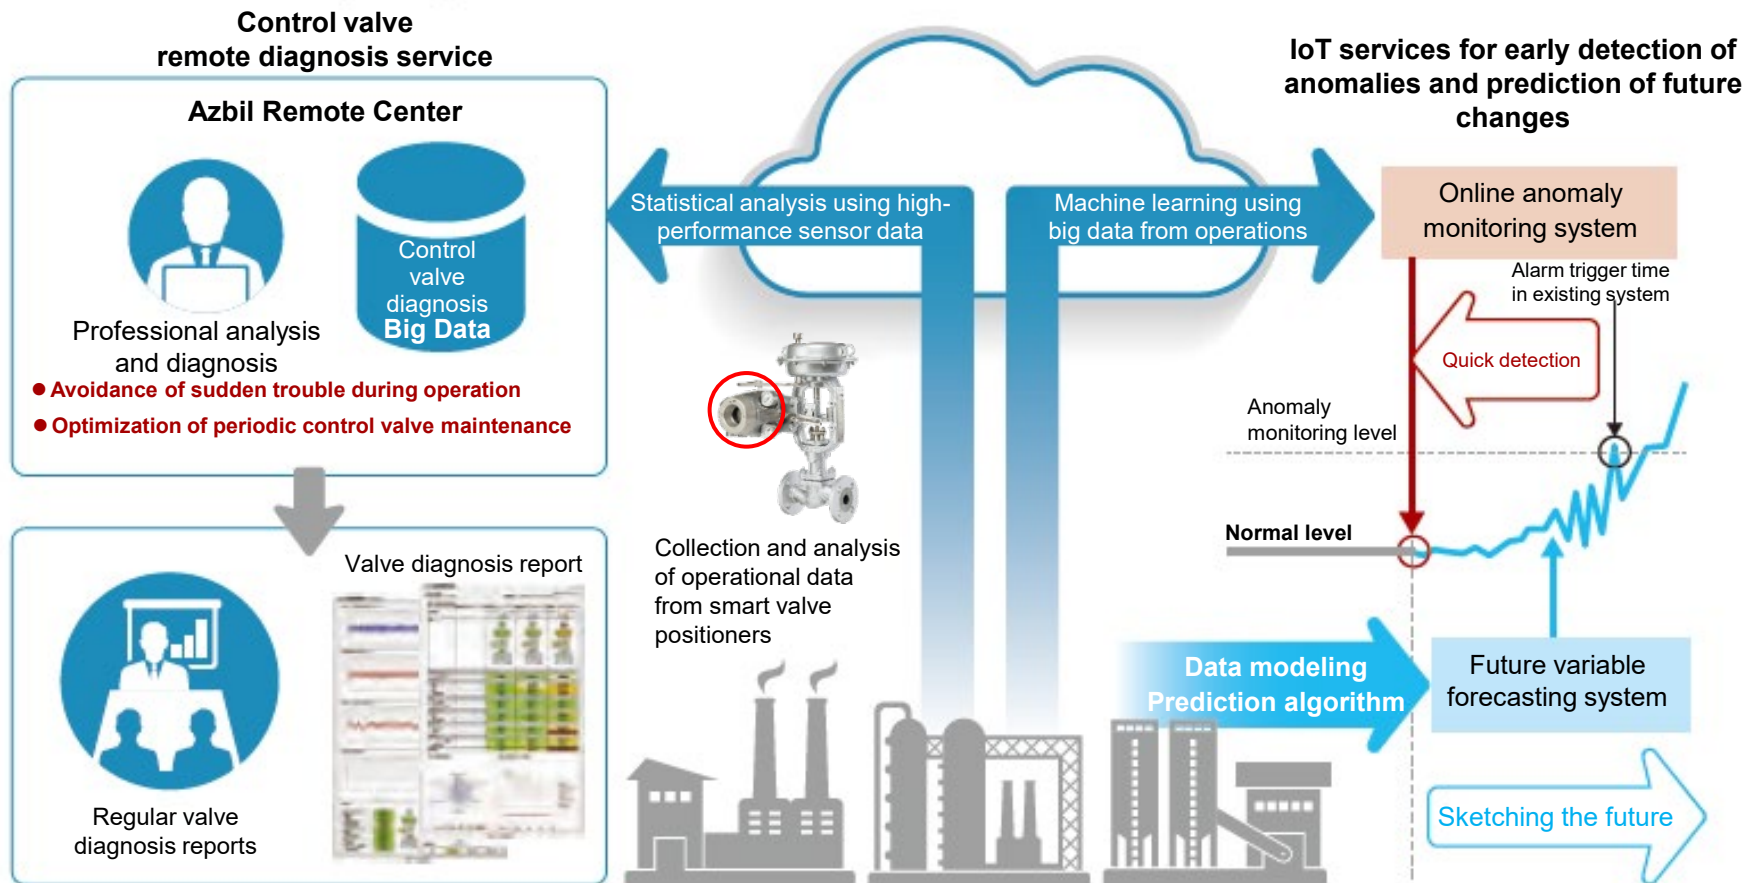 Control valve
remote diagnosis service
Azbil Remote Center
Control
valve
diagnosis
Big Data
Professional analysis
and diagnosis
● Avoidance of sudden trouble during operation
● Optimization of periodic control valve maintenance
Valve diagnosis report
Regular valve
diagnosis reports
Statistical analysis using high-
performance sensor data
Machine learning using
big data from operations
Collection and analysis
of operational data
from smart valve
positioners
IoT services for early detection of
anomalies and prediction of future
changes
Online anomaly
monitoring system
Alarm trigger time
in existing system
Quick detection
Anomaly
monitoring level
Normal level
Data modeling
Prediction algorithm
Future variable
forecasting system
Sketching the future